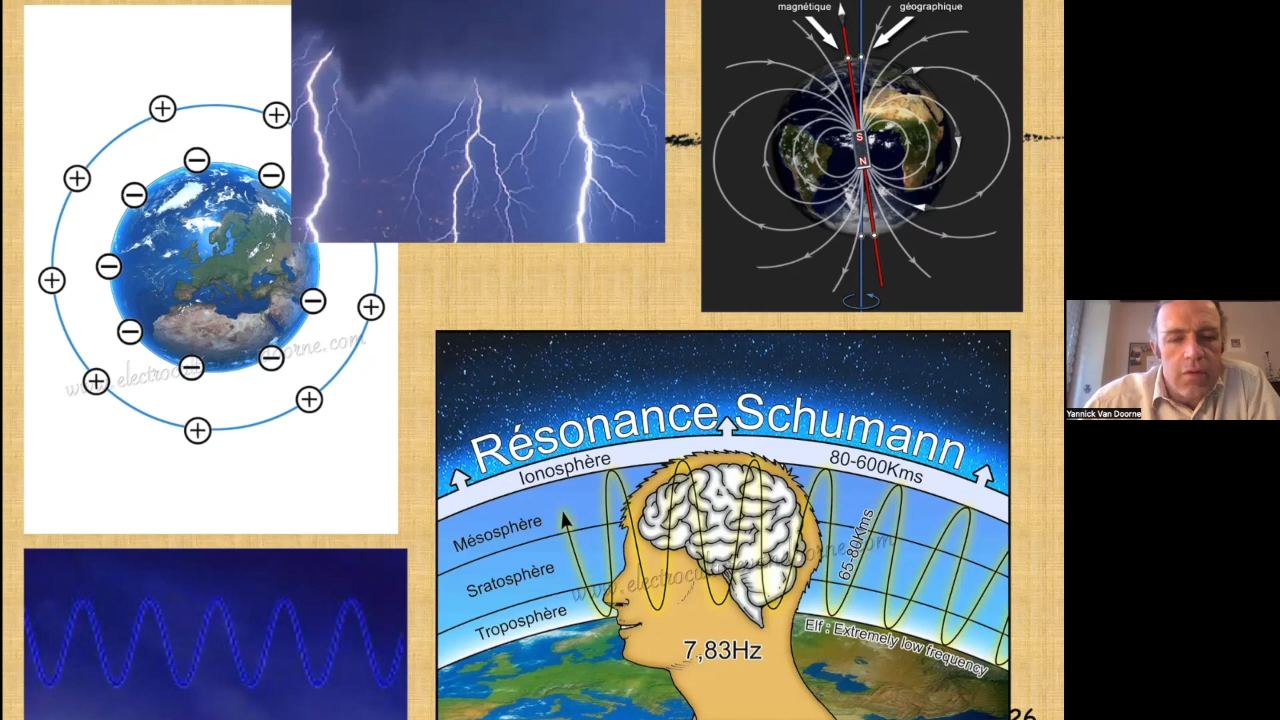 magnétique
géographique
S
N
Yannick Van Doorne
Résonance Schumann
Ionosphère
80-600Kms
Mésosphère
65-80Kms
Sratosphère
Troposphère
Elf : Extremely low frequency
7,83Hz
26